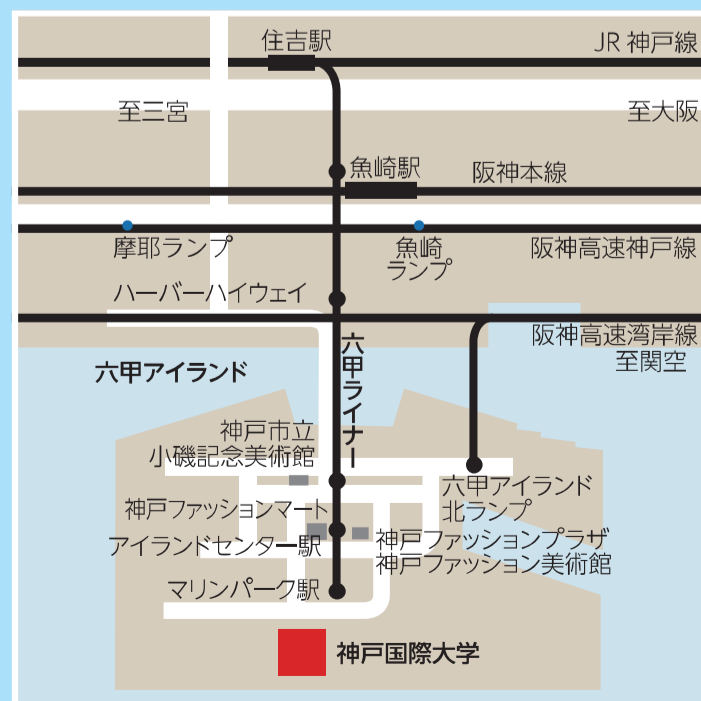 住吉駅
JR 神戸線
至三宮
至大阪
魚崎駅
阪神本線
摩耶ランプ
魚崎
ランプ
阪神高速神戸線
ハーバーハイウェイ
阪神高速湾岸線
至関空
六甲アイランド
六甲ライナー
神戸市立
小磯記念美術館
六甲アイランド
北ランプ
神戸ファッションマート
アイランドセンター駅
神戸ファッションプラザ
神戸ファッション美術館
マリンパーク駅
神戸国際大学